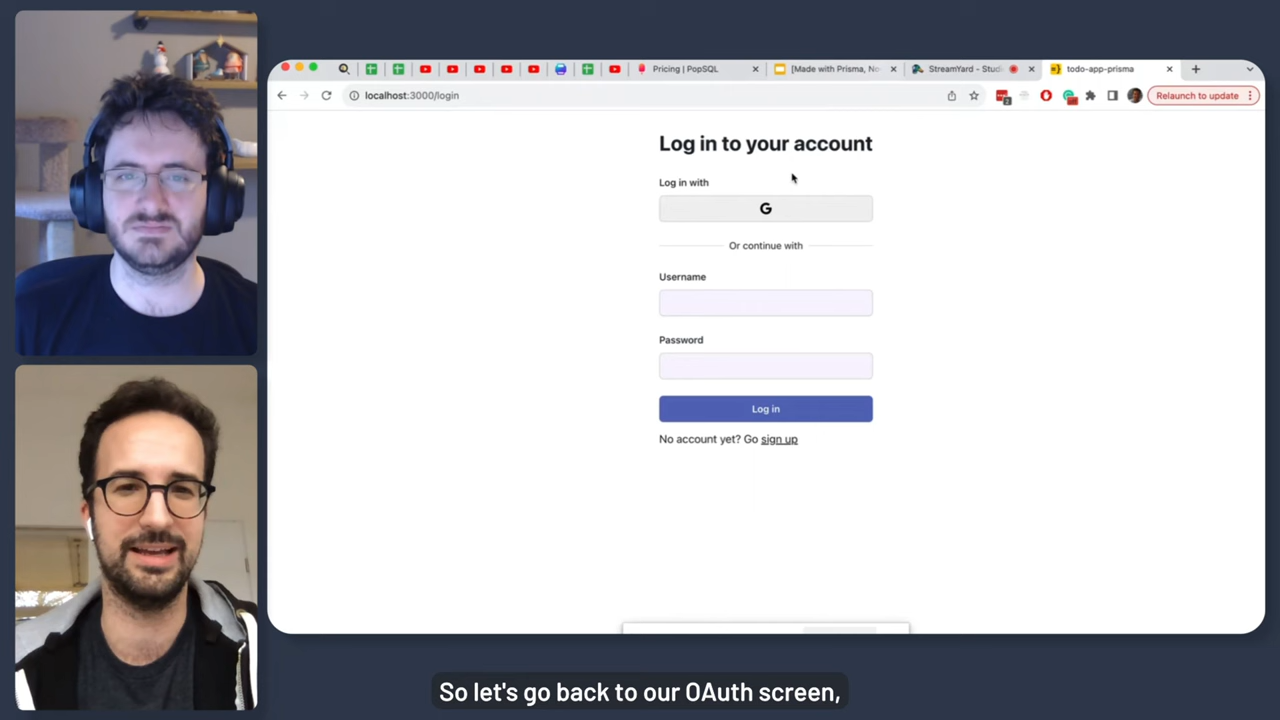 Pricing | PopSQL
[Made with Prisma, No
StreamYard - Studi
todo-app-prisma
localhost:3000/login
Relaunch to update
Log in to your account
Log in with
G
Or continue with
Username
Password
Log in
No account yet? Go sign up
So let's go back to our OAuth screen,